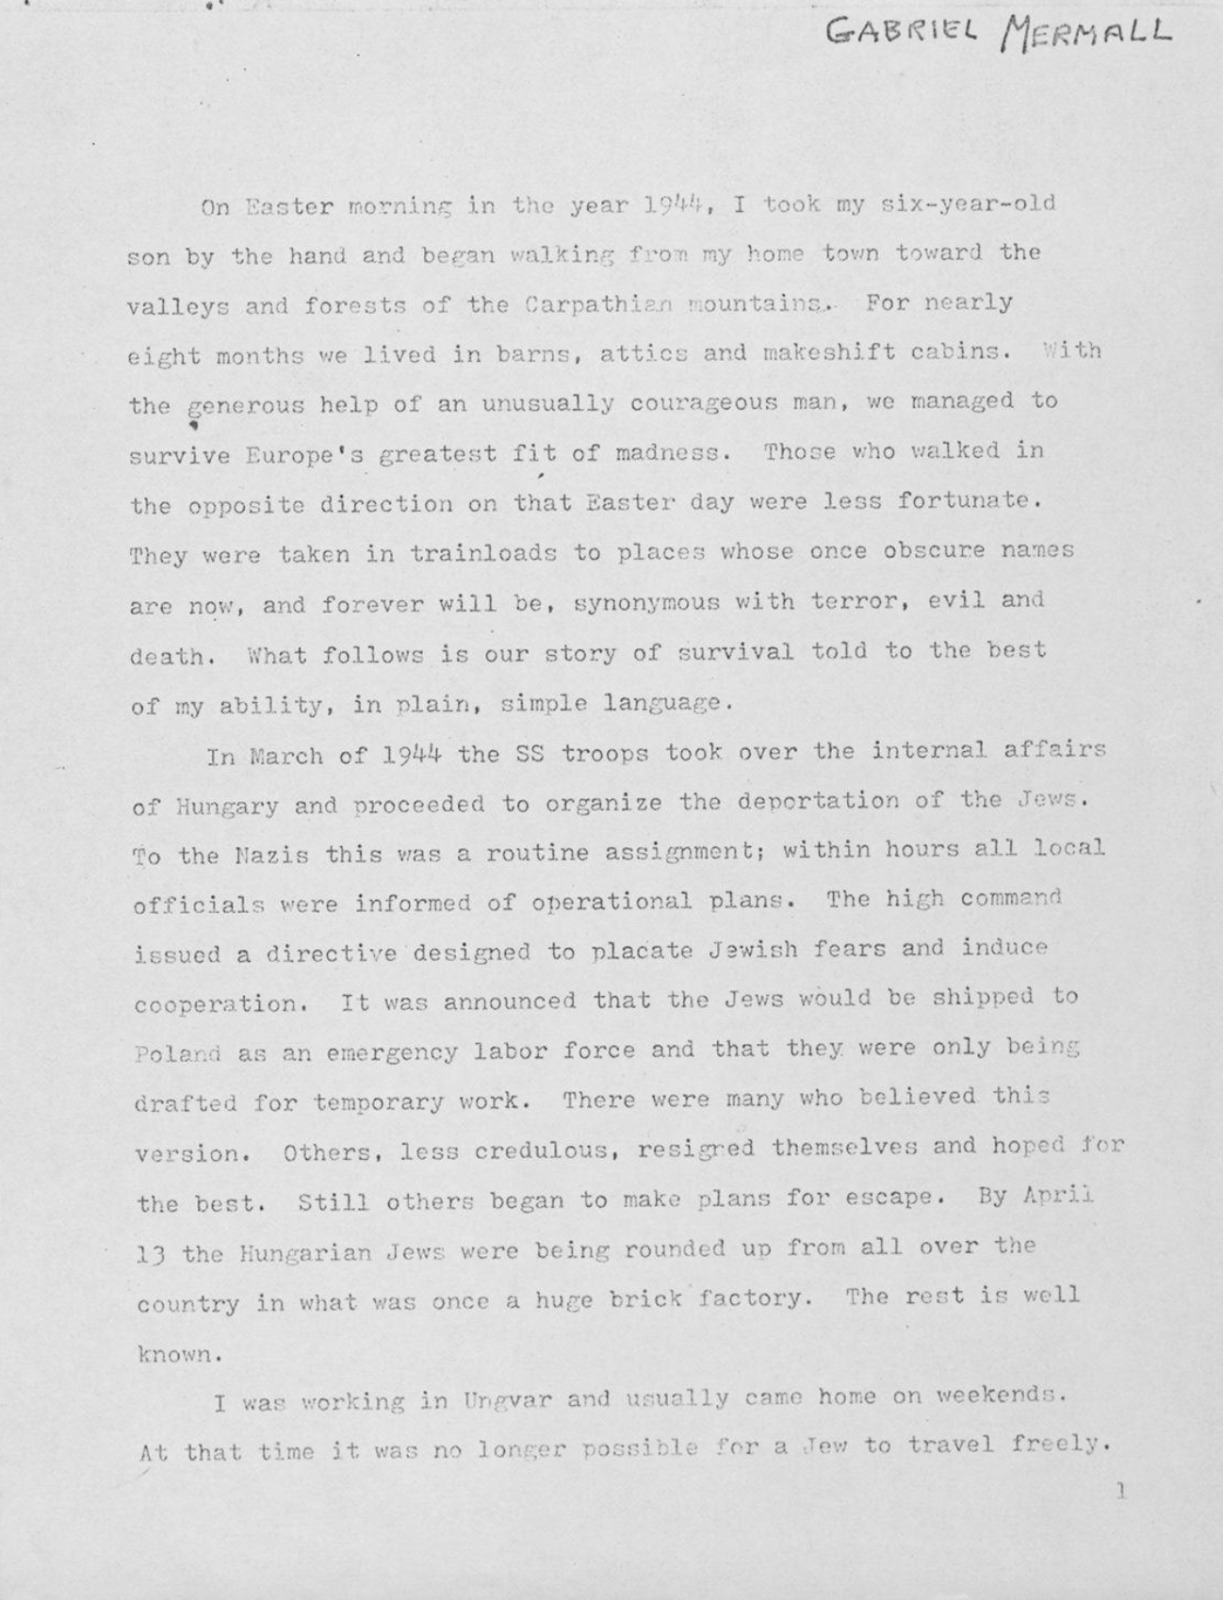 GABRIEL MERMALL
On Easter morning in the year 1944, I took my six-year-old
son by the hand and began walking from my home town toward the
valleys and forests of the Carpathian mountains. For nearly
eight months we lived in barns, attics and makeshift cabins. With
the generous help of an unusually courageous man, we managed to
survive Europe's greatest fit of madness. Those who walked in
the opposite direction on that Easter day were less fortunate.
They were taken in trainloads to places whose once obscure names
are now, and forever will be, synonymous with terror, evil and
death. What follows is our story of survival told to the best
of my ability, in plain, simple language.
In March of 1944 the SS troops took over the internal affairs
of Hungary and proceeded to organize the deportation of the Jews.
To the Nazis this was a routine assignment; within hours all local
officials were informed of operational plans. The high command
issued a directive designed to placate Jewish fears and induce
cooperation. It was announced that the Jews would be shipped to
Poland as an emergency labor force and that they were only being
drafted for temporary work. There were many who believed this
version. Others, less credulous, resigned themselves and hoped for
the best. Still others began to make plans for escape. By April
13 the Hungarian Jews were being rounded up from all over the
country in what was once a huge brick factory. The rest is well
known.
I was working in Ungvar and usually came home on weekends.
At that time it was no longer possible for a Jew to travel freely.
1